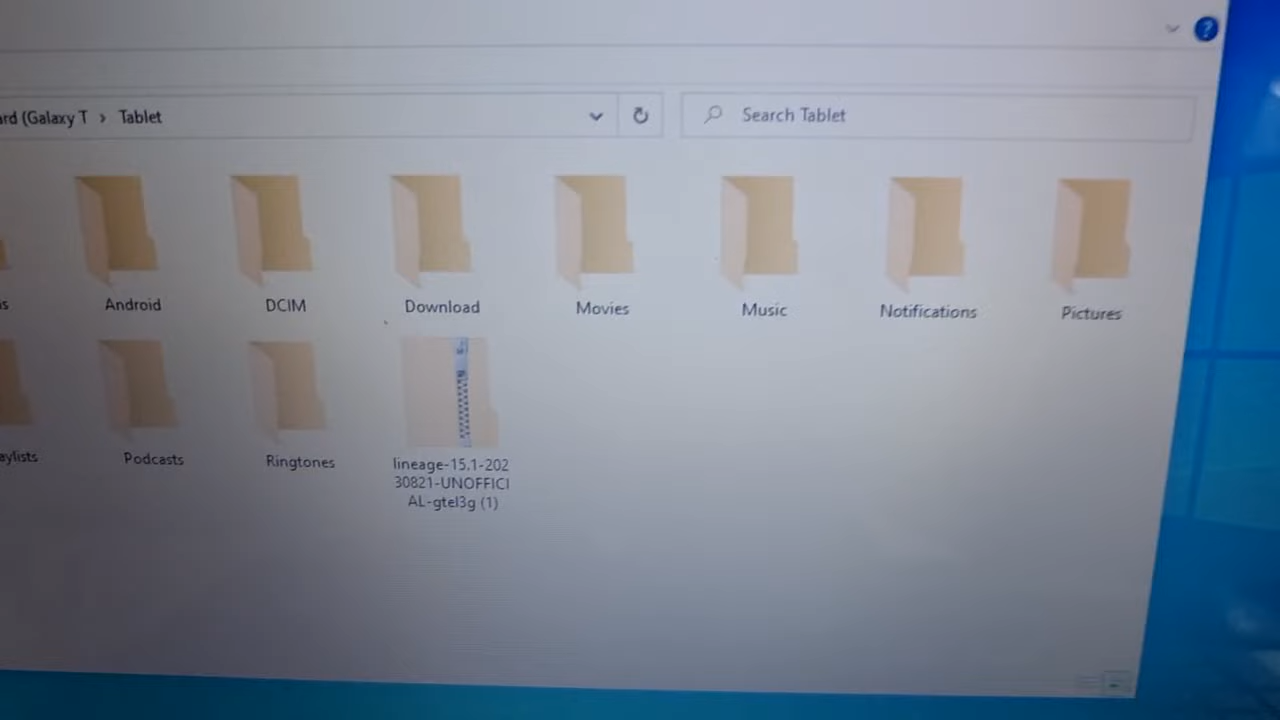 ard (Galaxy T > Tablet
Search Tablet
Android
DCIM
Download
Movies
Music
Notifications
Pictures
aylists
Podcasts
Ringtones
lineage-15.1-202
30821-UNOFFICI
AL-gtel3g (1)